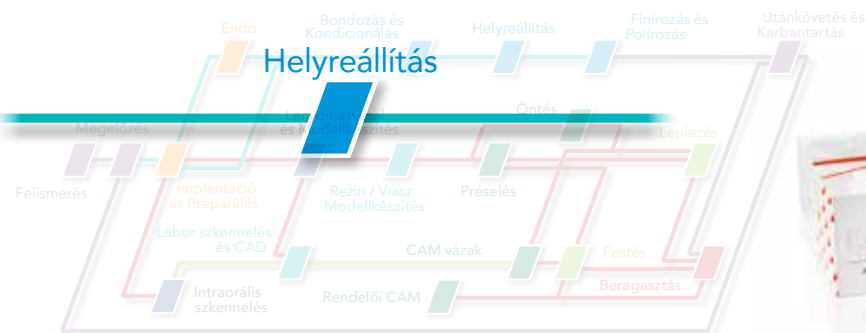 Endo
Bondozás és
Kondicionálás
Helyreállítás
Finírozás és
Polírozás
Utánkövetés és
Karbantartás
Helyreállítás
Megelőzés
és Modellkészítés
Öntés
Leplezés
Felismerés
Implantáció
és Preparálás
Rezin / Viasz
Modellkészítés
Préselés
Labor szkennelés
és CAD
CAM vázak
Festés
Beragasztás
Intraorális
szkennelés
Rendelői CAM